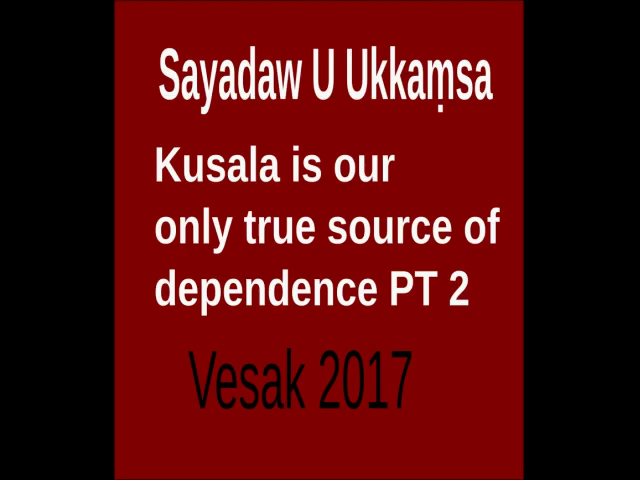 Sayadaw U Ukkaṃsa
Kusala is our
only true source of
dependence PT 2
Vesak 2017